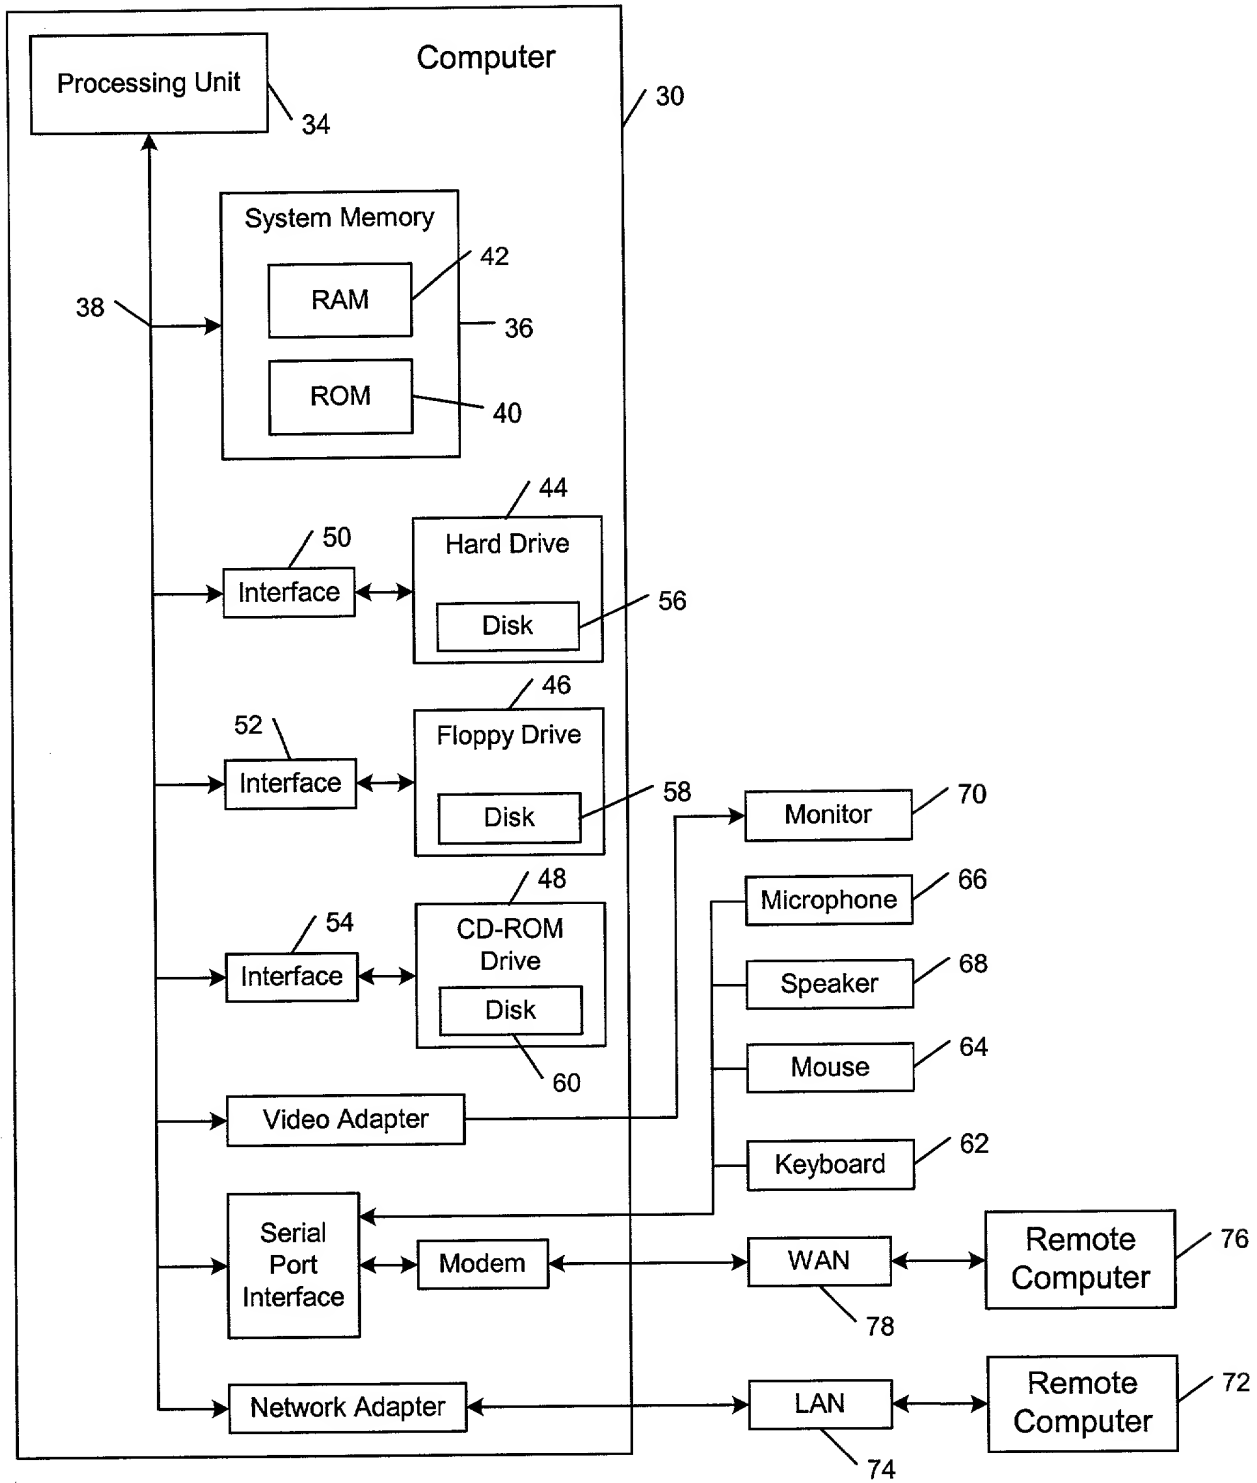 Computer
Processing Unit
30
34
System Memory
42
RAM
38
36
ROM
40
44
50
Hard Drive
Interface
56
Disk
46
52
Floppy Drive
Interface
58
Disk
70
Monitor
48
66
Microphone
54
CD-ROM
Drive
Interface
68
Speaker
Disk
64
Mouse
60
Video Adapter
62
Keyboard
Serial
Port
Interface
Modem
WAN
Remote
Computer
76
78
Network Adapter
LAN
Remote
Computer
72
74